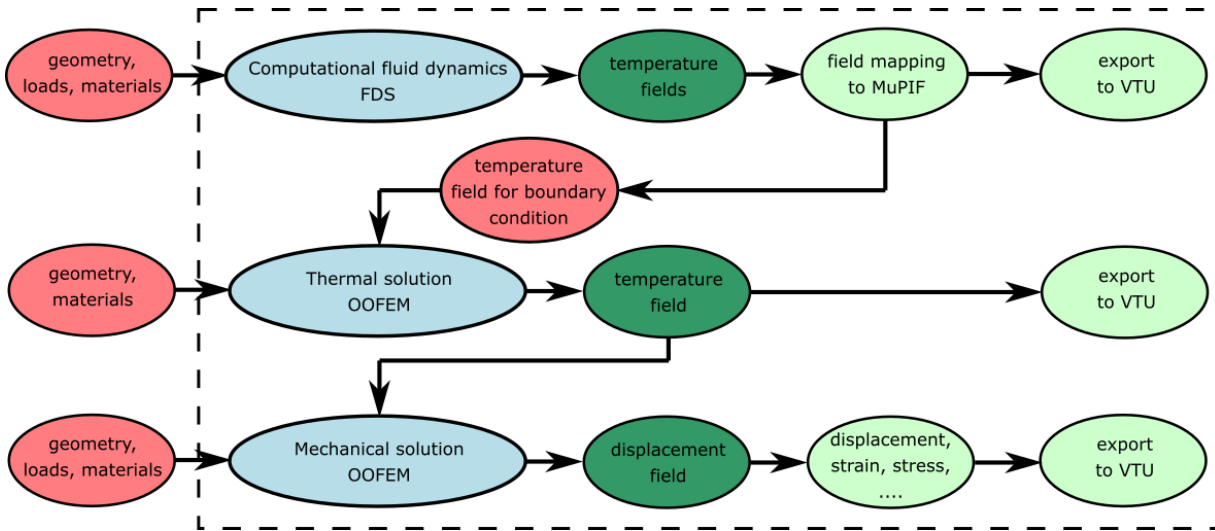 geometry,
loads, materials
Computational fluid dynamics
FDS
temperature
fields
field mapping
to MuPIF
export
to VTU
temperature
field for boundary
condition
geometry,
materials
Thermal solution
OOFEM
temperature
field
export
to VTU
geometry,
loads, materials
Mechanical solution
OOFEM
displacement
field
displacement,
strain, stress,
....
export
to VTU